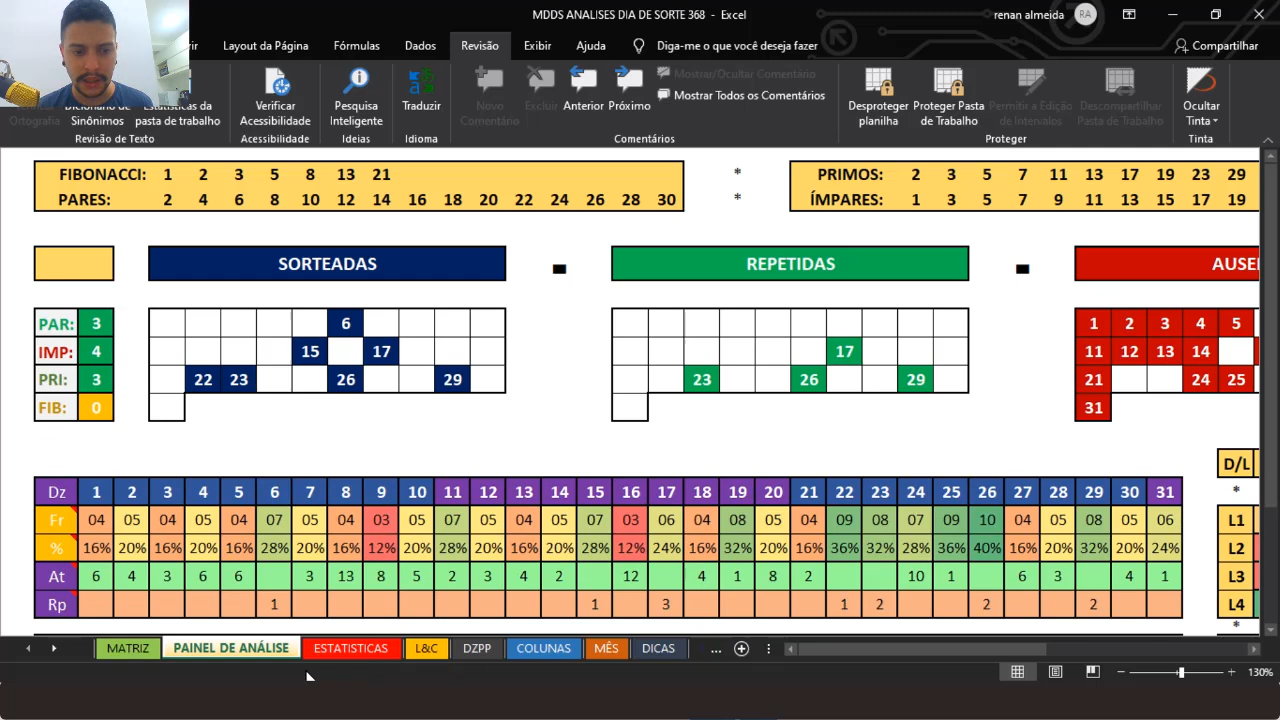 MDDS ANALISES DIA DE SORTE 368 - Excel
renan almeida RA
Layout da Página Fórmulas Dados Revisão Exibir Ajuda Diga-me o que você deseja fazer Compartilhar
Ortografia
Dicionário de Sinônimos
Estatísticas da pasta de trabalho
Verificar Acessibilidade
Pesquisa Inteligente
Traduzir
Novo Comentário
Excluir
Anterior
Próximo
Mostrar/Ocultar Comentário
Mostrar Todos os Comentários
Desproteger planilha
Proteger Pasta de Trabalho
Permitir a Edição de Intervalos
Descompartilhar Pasta de Trabalho
Ocultar Tinta
Revisão de Texto Acessibilidade Ideias Idioma Comentários Proteger Tinta
FIBONACCI: 1 2 3 5 8 13 21 * PRIMOS: 2 3 5 7 11 13 17 19 23 29
PARES: 2 4 6 8 10 12 14 16 18 20 22 24 26 28 30 * ÍMPARES: 1 3 5 7 9 11 13 15 17 19
SORTEADAS - REPETIDAS - AUSE
PAR: 3 6 1 2 3 4 5
IMP: 4 15 17 17 11 12 13 14
PRI: 3 22 23 26 29 23 26 29 21 24 25
FIB: 0 31
D/L
Dz 1 2 3 4 5 6 7 8 9 10 11 12 13 14 15 16 17 18 19 20 21 22 23 24 25 26 27 28 29 30 31 *
Fr 04 05 04 05 04 07 05 04 03 05 07 05 04 05 07 03 06 04 08 05 04 09 08 07 09 10 04 05 08 05 06 L1
% 16% 20% 16% 20% 16% 28% 20% 16% 12% 20% 28% 20% 16% 20% 28% 12% 24% 16% 32% 20% 16% 36% 32% 28% 36% 40% 16% 20% 32% 20% 24% L2
At 6 4 3 6 6 3 13 8 5 2 3 4 2 12 4 1 8 2 10 1 6 3 4 1 L3
Rp 1 1 3 1 2 2 2 L4
*
MATRIZ PAINEL DE ANÁLISE ESTATISTICAS L&C DZPP COLUNAS MÊS DICAS ...
130%